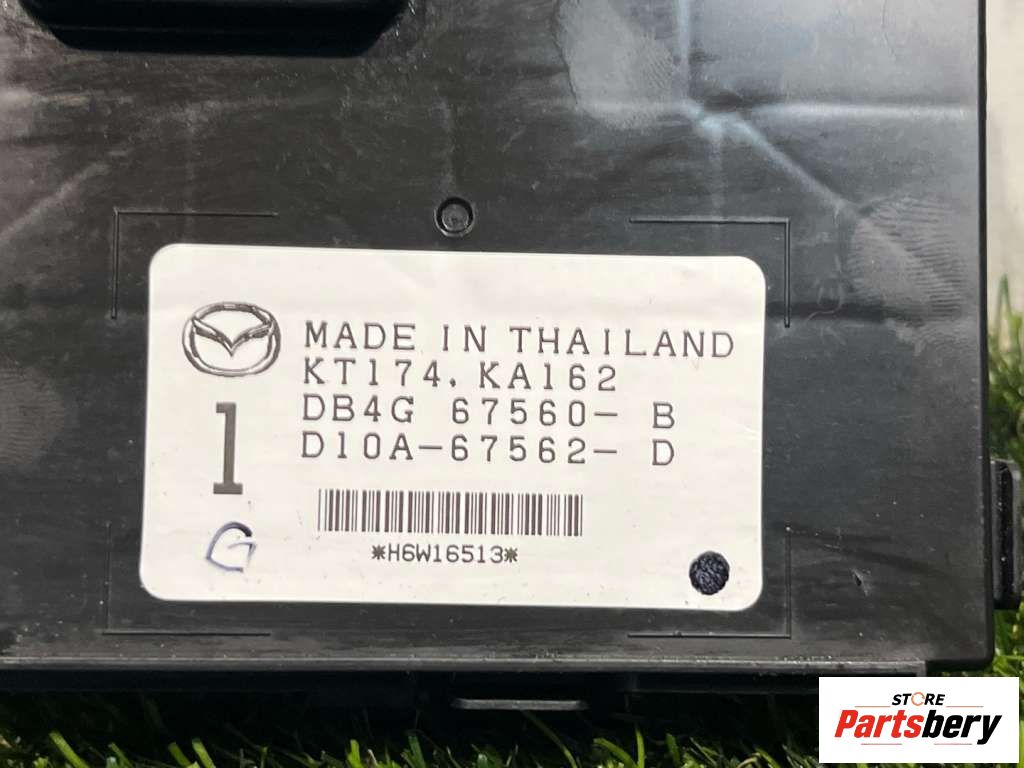 MADE IN THAILAND
KT174. KA162
DB4G 67560- B
D10A-67562- D
1
G
*H6W16513*
STORE
Partsbery